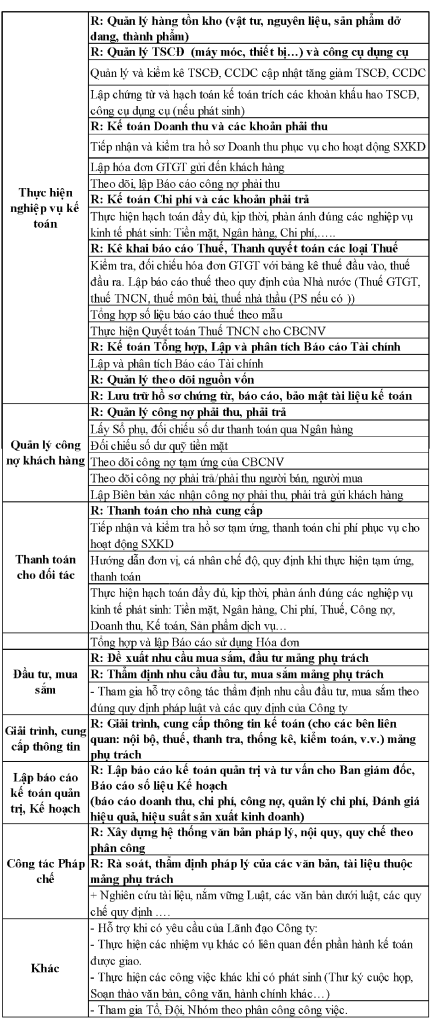 R: Quản lý hàng tồn kho (vật tư, nguyên liệu, sản phẩm dở
dang, thành phẩm)
R: Quản lý TSCĐ (máy móc, thiết bị…) và công cụ dụng cụ
Quản lý và kiểm kê TSCĐ, CCDC cập nhật tăng giảm TSCĐ, CCDC
Lập chứng từ và hạch toán kế toán trích các khoản khấu hao TSCĐ,
công cụ dụng cụ (nếu phát sinh)
R: Kế toán Doanh thu và các khoản phải thu
Tiếp nhận và kiểm tra hồ sơ Doanh thu phục vụ cho hoạt động SXKD
Lập hóa đơn GTGT gửi đến khách hàng
Theo dõi, lập Báo cáo công nợ phải thu
Thực hiện
nghiệp vụ kế
toán
R: Kế toán Chi phí và các khoản phải trả
Thực hiện hạch toán đầy đủ, kịp thời, phản ánh đúng các nghiệp vụ
kinh tế phát sinh: Tiền mặt, Ngân hàng, Chi phí,…..
R: Kê khai báo cáo Thuế, Thanh quyết toán các loại Thuế
Kiểm tra, đối chiếu hóa đơn GTGT với bảng kê thuế đầu vào, thuế
đầu ra. Lập báo cáo thuế theo quy định của Nhà nước (Thuế GTGT,
thuế TNCN, thuế môn bài, thuế nhà thầu (PS nếu có ))
Tổng hợp số liệu báo cáo thuế theo mẫu
Thực hiện Quyết toán Thuế TNCN cho CBCNV
R: Kế toán Tổng hợp, Lập và phân tích Báo cáo Tài chính
Lập và phân tích Báo cáo Tài chính
R: Quản lý theo dõi nguồn vốn
R: Lưu trữ hồ sơ chứng từ, báo cáo, bảo mật tài liệu kế toán
Quản lý công
nợ khách hàng
R: Quản lý công nợ phải thu, phải trả
Lấy Sổ phụ, đối chiếu số dư thanh toán qua Ngân hàng
Đối chiếu số dư quỹ tiền mặt
Theo dõi công nợ tạm ứng của CBCNV
Theo dõi công nợ phải trả/phải thu người bán, người mua
Lập Biên bản xác nhận công nợ phải thu, phải trả gửi khách hàng
Thanh toán
cho đối tác
R: Thanh toán cho nhà cung cấp
Tiếp nhận và kiểm tra hồ sơ tạm ứng, thanh toán chi phí phục vụ cho
hoạt động SXKD
Hướng dẫn đơn vị, cá nhân chế độ, quy định khi thực hiện tạm ứng,
thanh toán
Thực hiện hạch toán đầy đủ, kịp thời, phản ánh đúng các nghiệp vụ
kinh tế phát sinh: Tiền mặt, Ngân hàng, Chi phí, Thuế, Công nợ,
Doanh thu, Kế toán, Sản phẩm dịch vụ…
Tổng hợp và lập Báo cáo sử dụng Hóa đơn
Đầu tư, mua
sắm
R: Đề xuất nhu cầu mua sắm, đầu tư mảng phụ trách
R: Thẩm định nhu cầu đầu tư, mua sắm mảng phụ trách
- Tham gia hỗ trợ công tác thẩm định nhu cầu đầu tư, mua sắm theo
đúng quy định pháp luật và các quy định của Công ty
Giải trình, cung
cấp thông tin
R: Giải trình, cung cấp thông tin kế toán (cho các bên liên
quan: nội bộ, thuế, thanh tra, thống kê, kiểm toán, v.v.) mảng
phụ trách
Lập báo cáo
kế toán quản
trị, Kế hoạch
R: Lập báo cáo kế toán quản trị và tư vấn cho Ban giám đốc,
Báo cáo số liệu Kế hoạch
(báo cáo doanh thu, chi phí, công nợ, quản lý chi phí, Đánh giá
hiệu quả, hiệu suất sản xuất kinh doanh)
Công tác Pháp
chế
R: Xây dựng hệ thống văn bản pháp lý, nội quy, quy chế theo
phân công
R: Rà soát, thẩm định pháp lý của các văn bản, tài liệu thuộc
mảng phụ trách
+ Nghiên cứu tài liệu, nắm vững Luật, các văn bản dưới luật, các quy
chế quy định ….
Khác
- Hỗ trợ khi có yêu cầu của Lãnh đạo Công ty:
- Thực hiện các nhiệm vụ khác có liên quan đến phần hành kế toán
được giao.
- Thực hiện các công việc khác khi có phát sinh (Thư ký cuộc họp,
Soạn thảo văn bản, công văn, hành chính khác…)
- Tham gia Tổ, Đội, Nhóm theo phân công công việc.